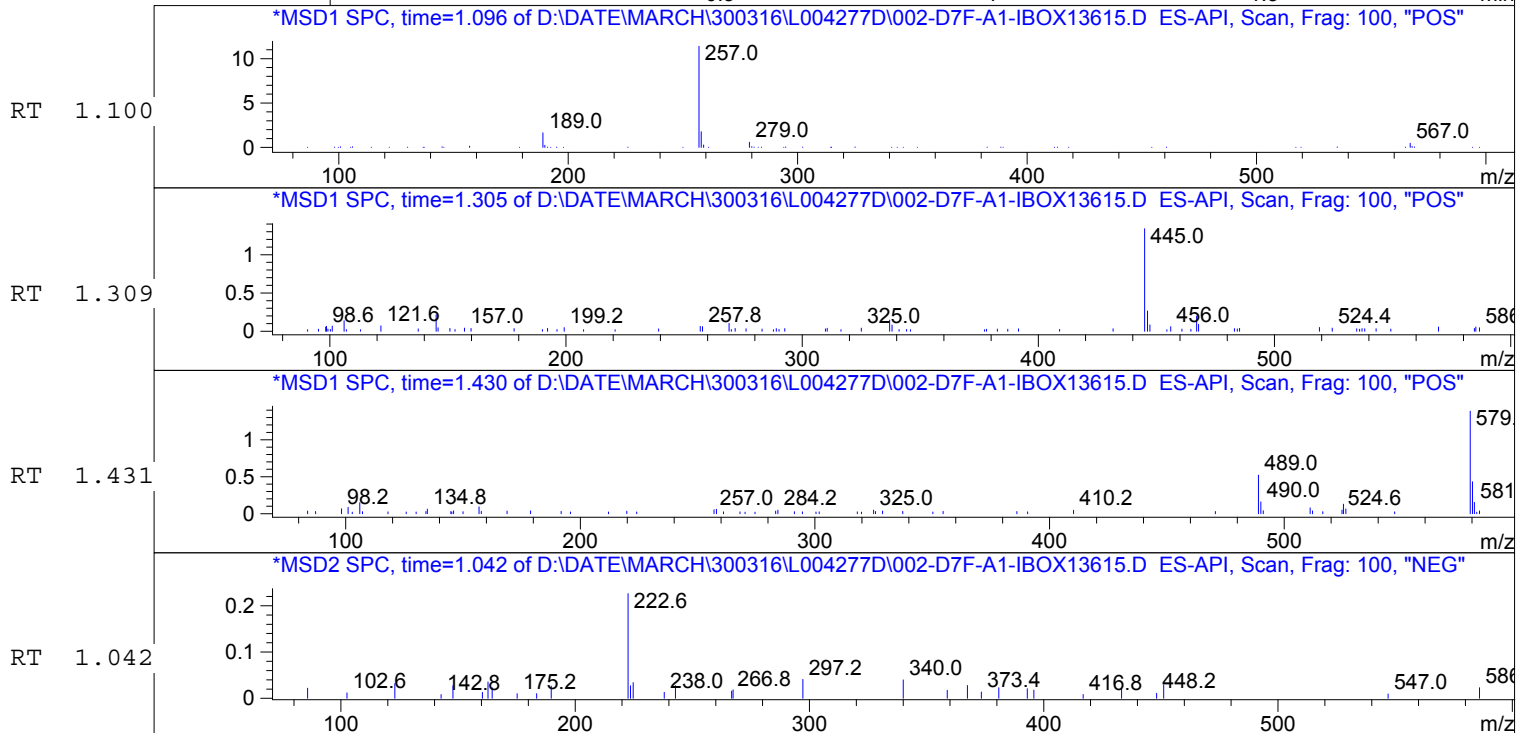 *MSD1 SPC, time=1.096 of D:\DATE\MARCH\300316\L004277D\002-D7F-A1-IBOX13615.D ES-API, Scan, Frag: 100, "POS"
10
257.0
5
189.0
279.0
567.0
0
RT 1.100
100 200 300 400 500 m/z
*MSD1 SPC, time=1.305 of D:\DATE\MARCH\300316\L004277D\002-D7F-A1-IBOX13615.D ES-API, Scan, Frag: 100, "POS"
1
445.0
0.5
98.6 121.6 157.0 199.2 257.8 325.0 456.0 524.4 586
0
RT 1.309
100 200 300 400 500 m/z
*MSD1 SPC, time=1.430 of D:\DATE\MARCH\300316\L004277D\002-D7F-A1-IBOX13615.D ES-API, Scan, Frag: 100, "POS"
579.
1
489.0
0.5
98.2 134.8 257.0 284.2 325.0 410.2 490.0 524.6 581
0
RT 1.431
100 200 300 400 500 m/z
*MSD2 SPC, time=1.042 of D:\DATE\MARCH\300316\L004277D\002-D7F-A1-IBOX13615.D ES-API, Scan, Frag: 100, "NEG"
0.2
222.6
0.1
102.6 142.8 175.2 238.0 266.8 297.2 340.0 373.4 416.8 448.2 547.0 586
0
RT 1.042
100 200 300 400 500 m/z